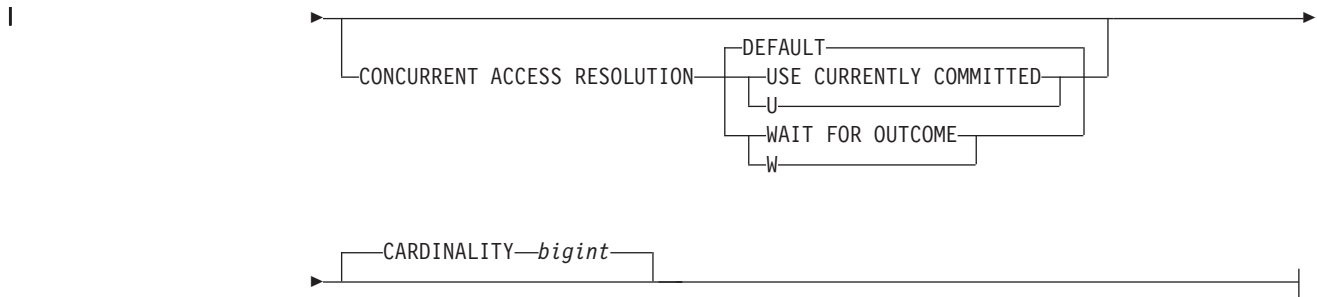 DEFAULT
CONCURRENT ACCESS RESOLUTION USE CURRENTLY COMMITTED
U
WAIT FOR OUTCOME
W
CARDINALITY bigint